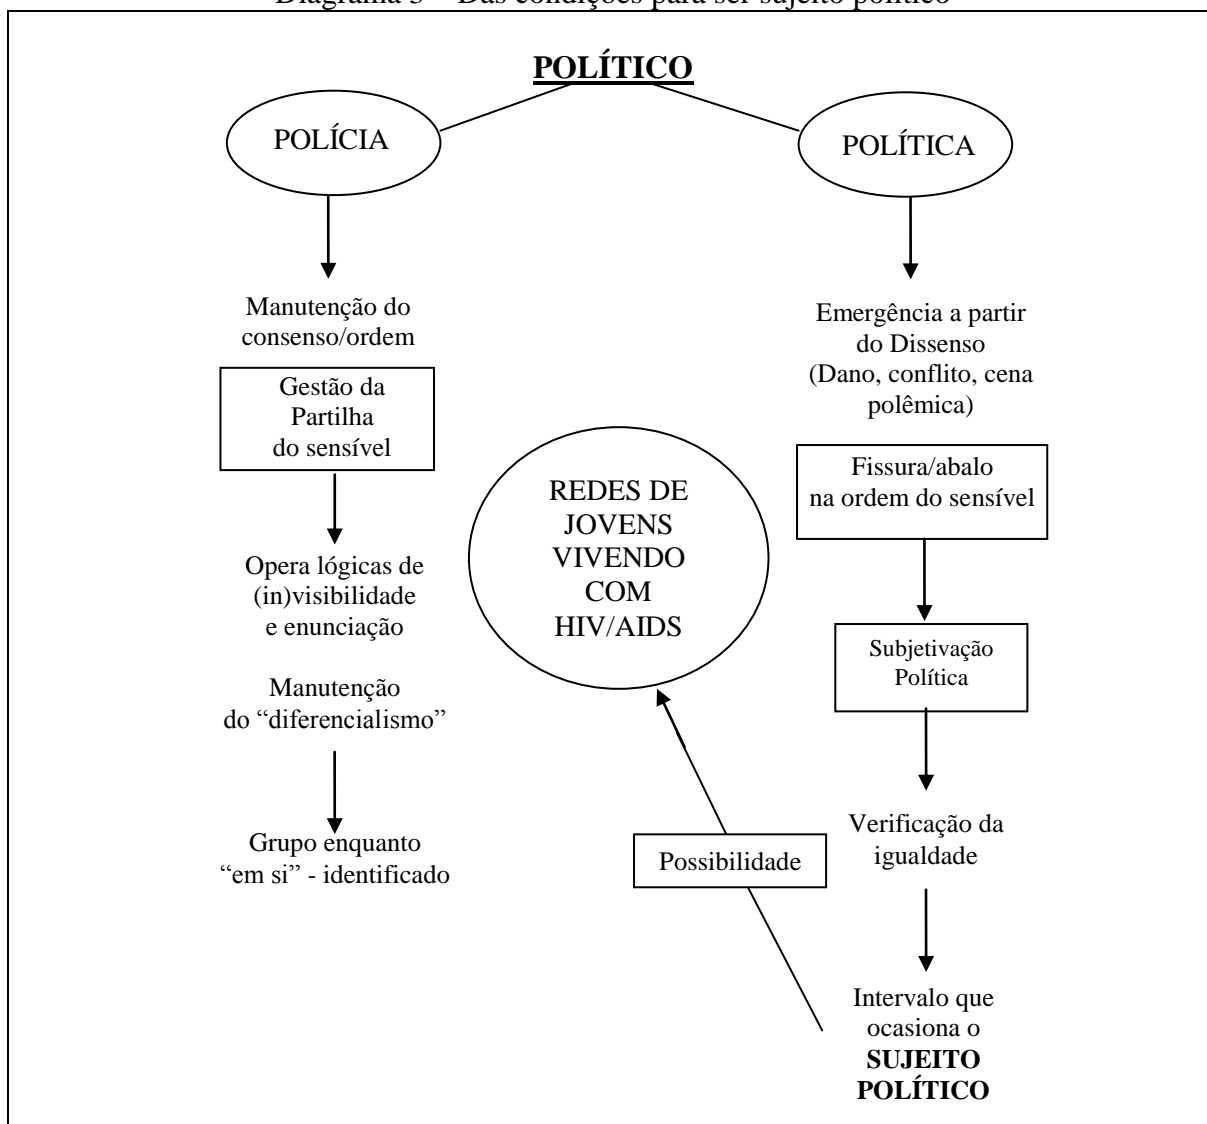 Diagrama 3 – Das condições para ser sujeito político
POLÍTICO
POLÍCIA
Manutenção do
consenso/ordem
Gestão da
Partilha
do sensível
Opera lógicas de
(in)visibilidade
e enunciação
Manutenção
do “diferencialismo”
Grupo enquanto
“em si” - identificado
REDES DE
JOVENS
VIVENDO
COM
HIV/AIDS
Possibilidade
POLÍTICA
Emergência a partir
do Dissenso
(Dano, conflito, cena
polêmica)
Fissura/abalo
na ordem do sensível
Subjetivação
Política
Verificação da
igualdade
Intervalo que
ocasiona o
SUJEITO
POLÍTICO